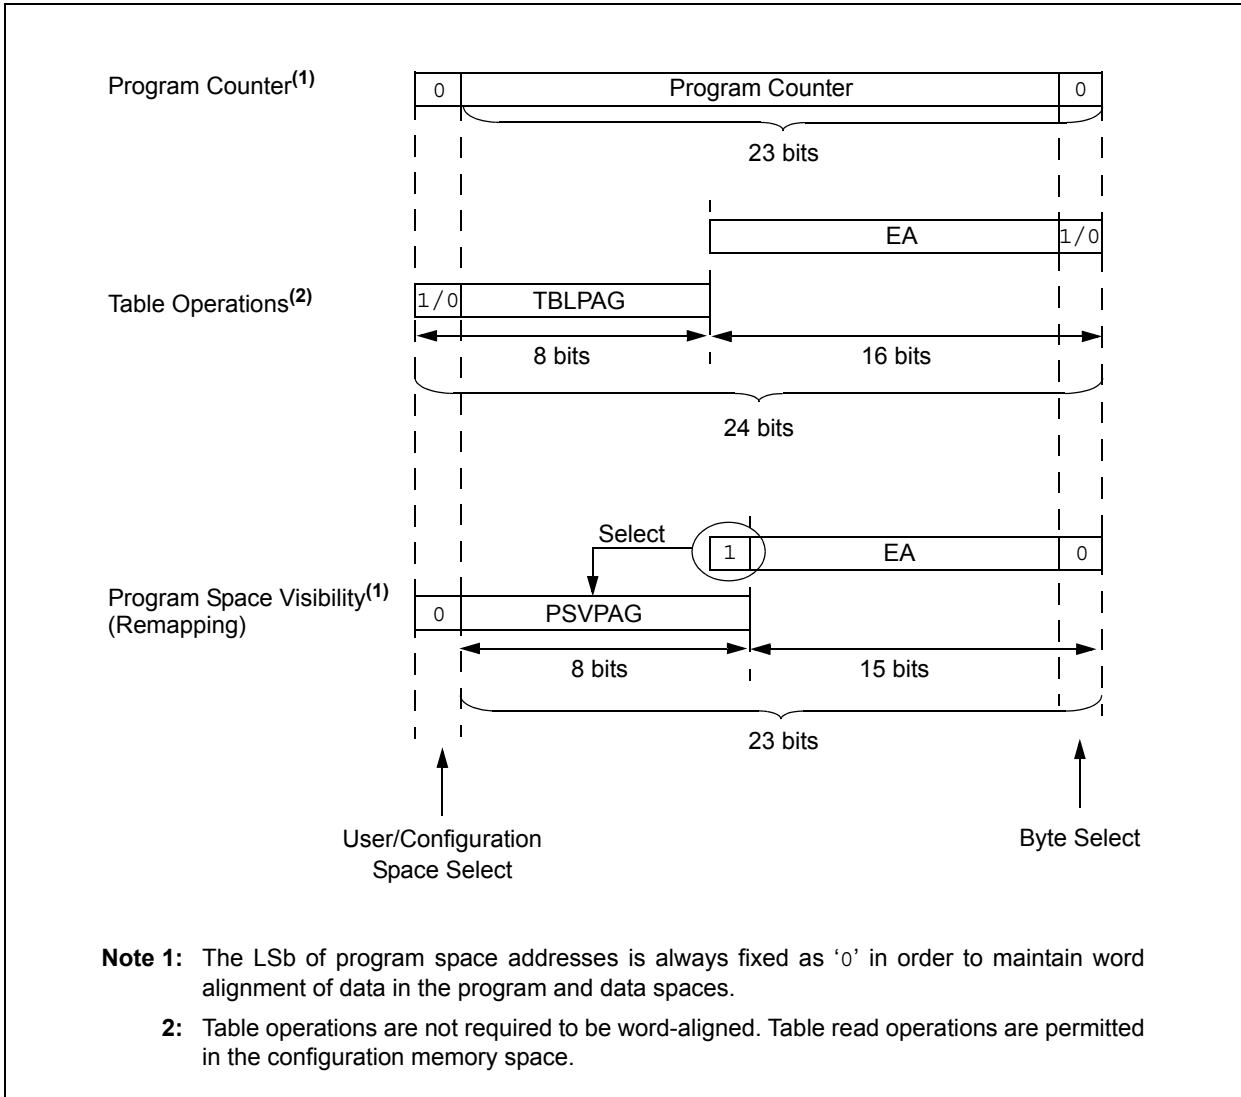 Program Counter(1)
0
Program Counter
0
23 bits
EA
1/0
Table Operations(2)
1/0
TBLPAG
8 bits
16 bits
24 bits
Select
1
EA
0
Program Space Visibility(1)
(Remapping)
0
PSVPAG
8 bits
15 bits
23 bits
User/Configuration
Space Select
Byte Select
Note 1: The LSb of program space addresses is always fixed as ‘0’ in order to maintain word
alignment of data in the program and data spaces.
2: Table operations are not required to be word-aligned. Table read operations are permitted
in the configuration memory space.